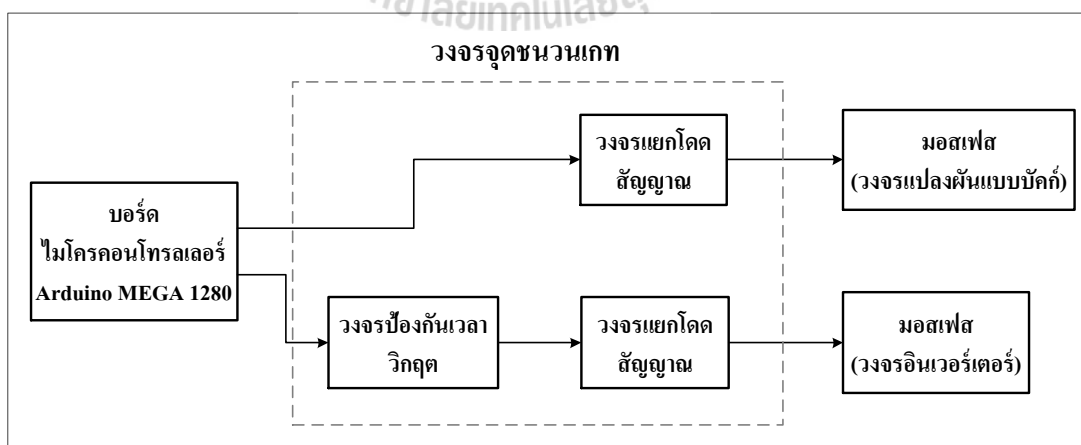 วงจรจุดชนวนเกท
วงจรแยกโดด
สัญญาณ
มอสเฟส
(วงจรแปลงผันแบบบัคก์)
บอร์ด
ไมโครคอนโทรลเลอร์
Arduino MEGA 1280
วงจรป้องกันเวลา
วิกฤต
วงจรแยกโดด
สัญญาณ
มอสเฟส
(วงจรอินเวอร์เตอร์)